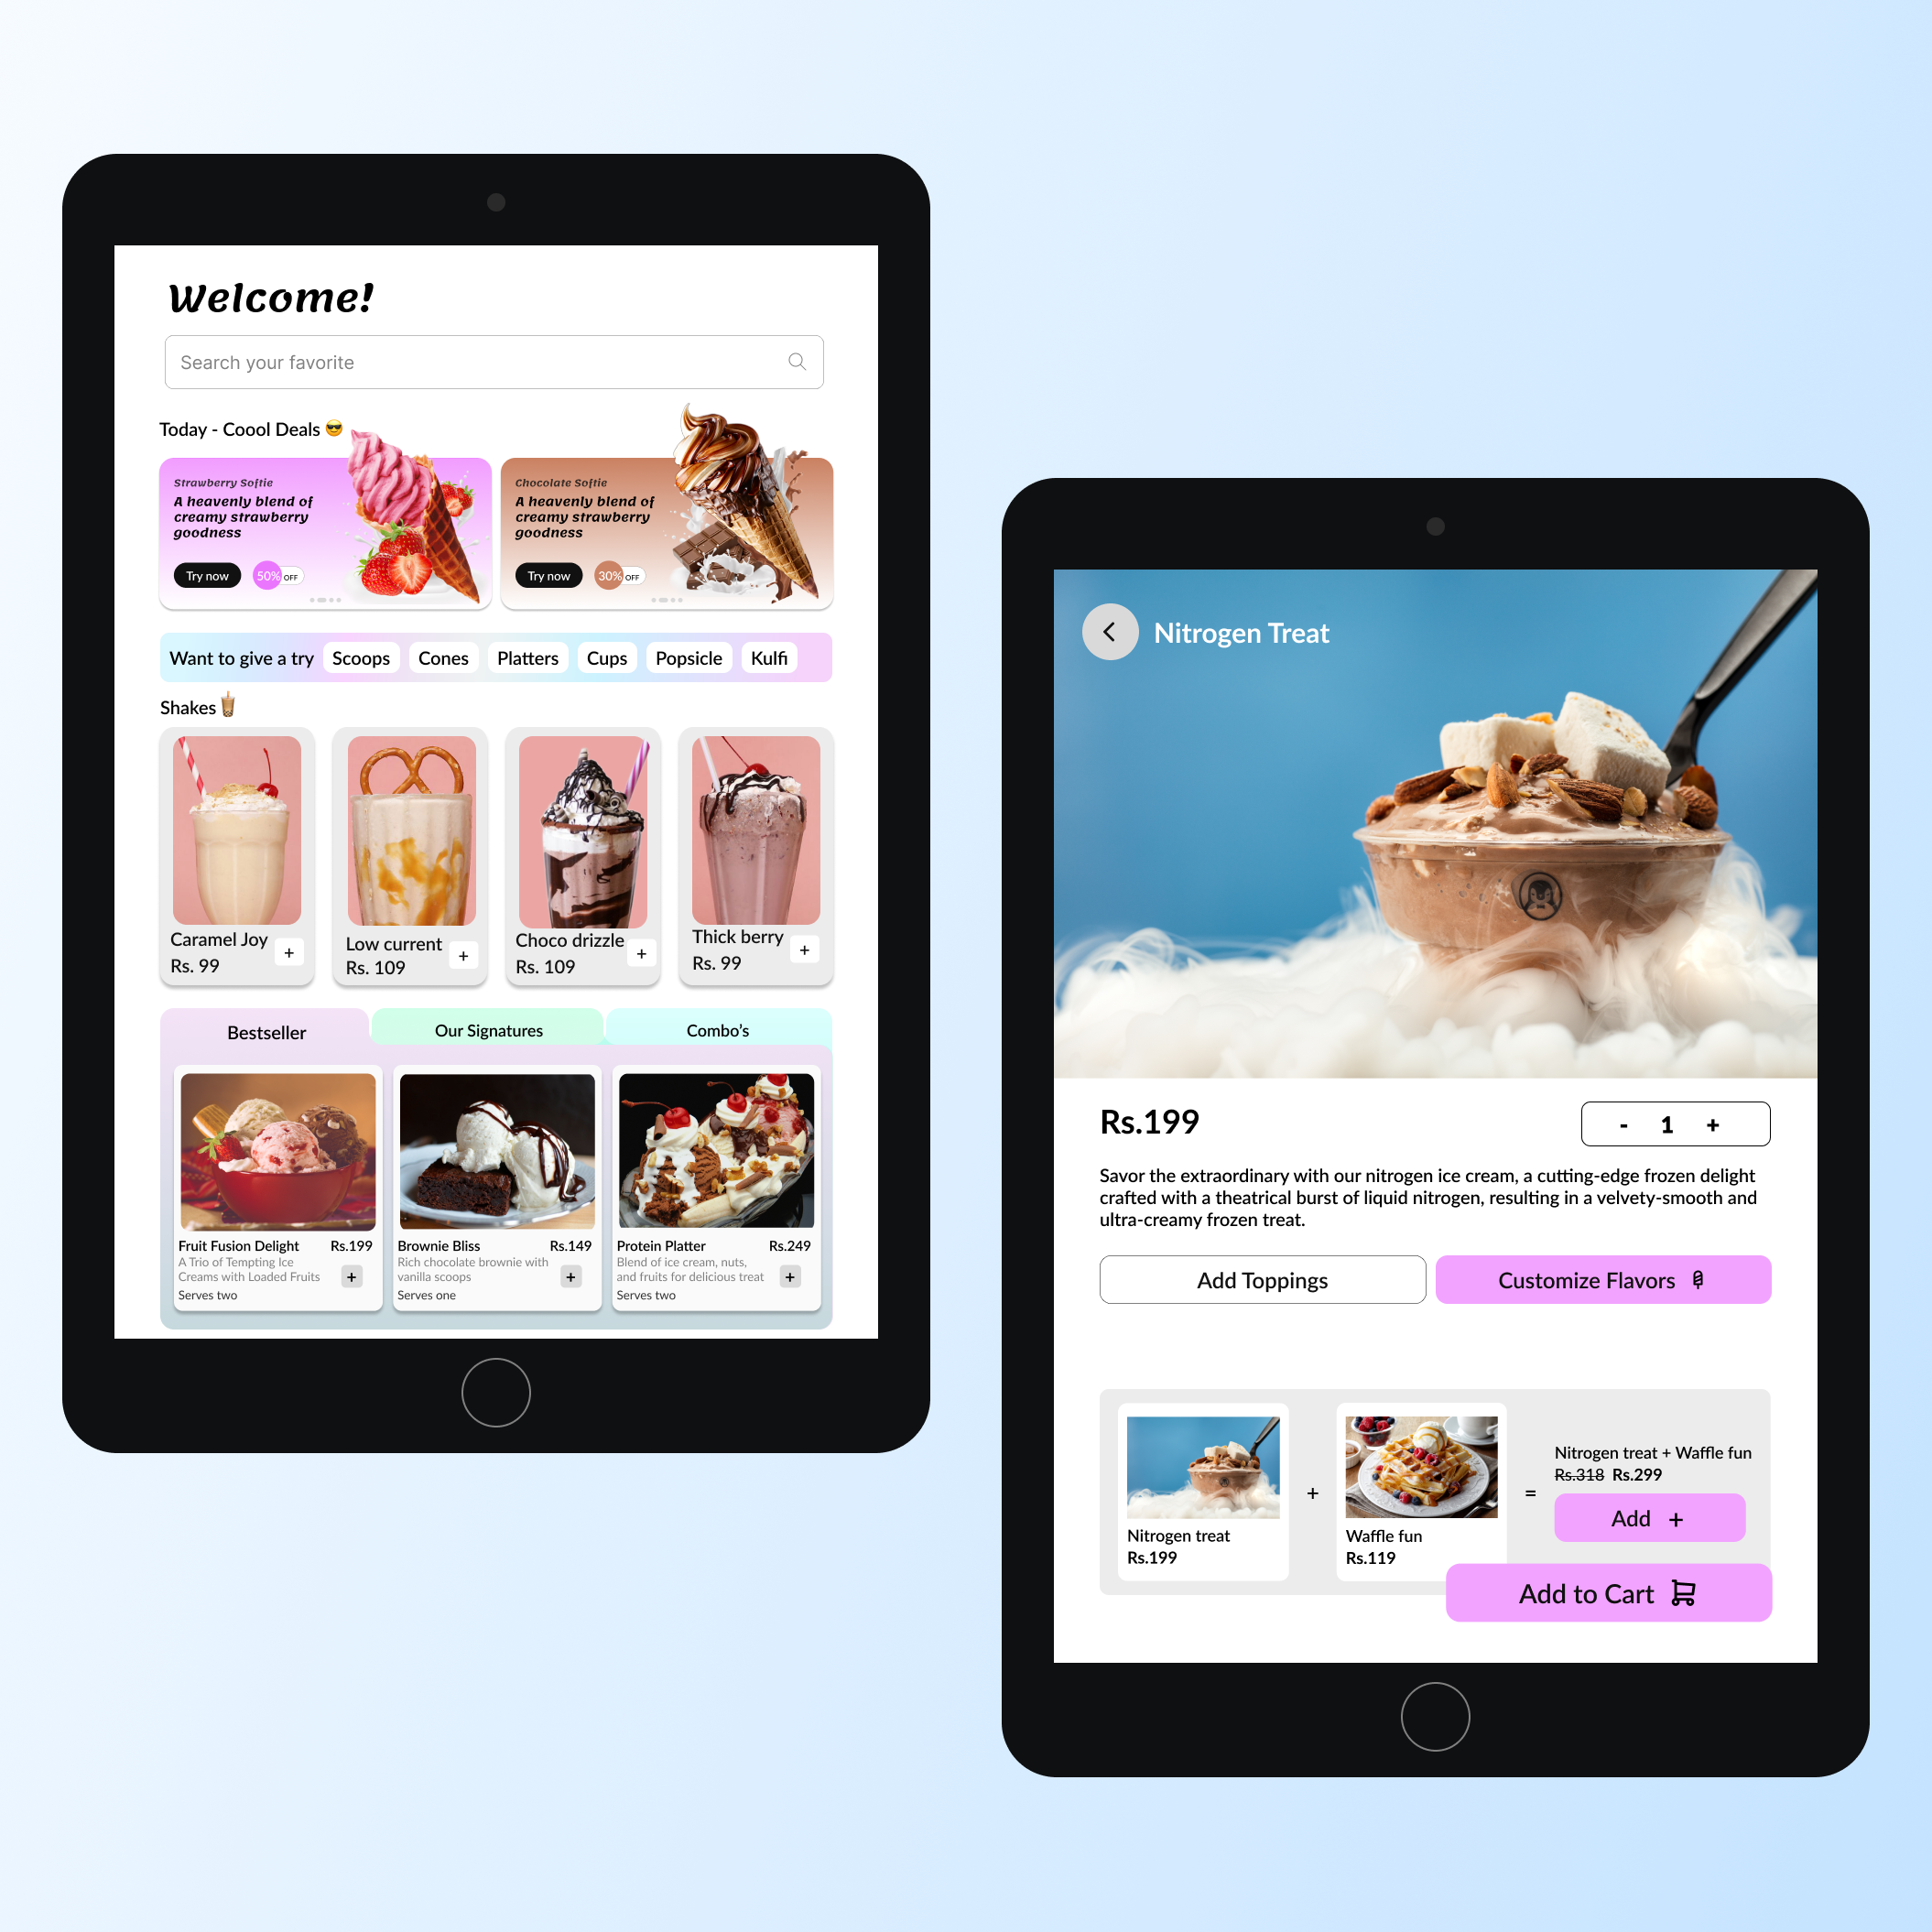 Welcome!
Search your favorite
Today - Coool Deals 😎
Strawberry Softie
A heavenly blend of
creamy strawberry
goodness
Try now
50% OFF
Chocolate Softie
A heavenly blend of
creamy strawberry
goodness
Try now
30% OFF
Want to give a try
Scoops
Cones
Platters
Cups
Popsicle
Kulfi
Shakes🧋
Caramel Joy
Rs. 99
+
Low current
Rs. 109
+
Choco drizzle
Rs. 109
+
Thick berry
Rs. 99
+
Bestseller
Our Signatures
Combo's
Fruit Fusion Delight
Rs.199
A Trio of Tempting Ice
Creams with Loaded Fruits
+
Serves two
Brownie Bliss
Rs.149
Rich chocolate brownie with
vanilla scoops
+
Serves one
Protein Platter
Rs.249
Blend of ice cream, nuts,
and fruits for delicious treat
+
Serves two
Nitrogen Treat
Rs.199
- 1 +
Savor the extraordinary with our nitrogen ice cream, a cutting-edge frozen delight
crafted with a theatrical burst of liquid nitrogen, resulting in a velvety-smooth and
ultra-creamy frozen treat.
Add Toppings
Customize Flavors
Nitrogen treat
Rs.199
+
Waffle fun
Rs.119
=
Nitrogen treat + Waffle fun
Rs.318 Rs.299
Add +
Add to Cart